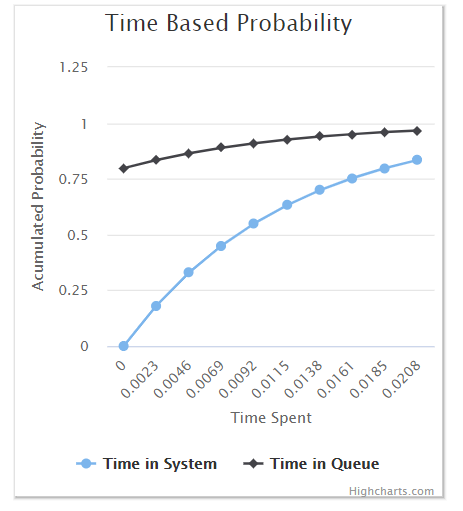 Time Based Probability
1.25
1
0.75
0.5
0.25
0
Acumulated Probability
0
0.0023
0.0046
0.0069
0.0092
0.0115
0.0138
0.0161
0.0185
0.0208
Time Spent
Time in System
Time in Queue
Highcharts.com